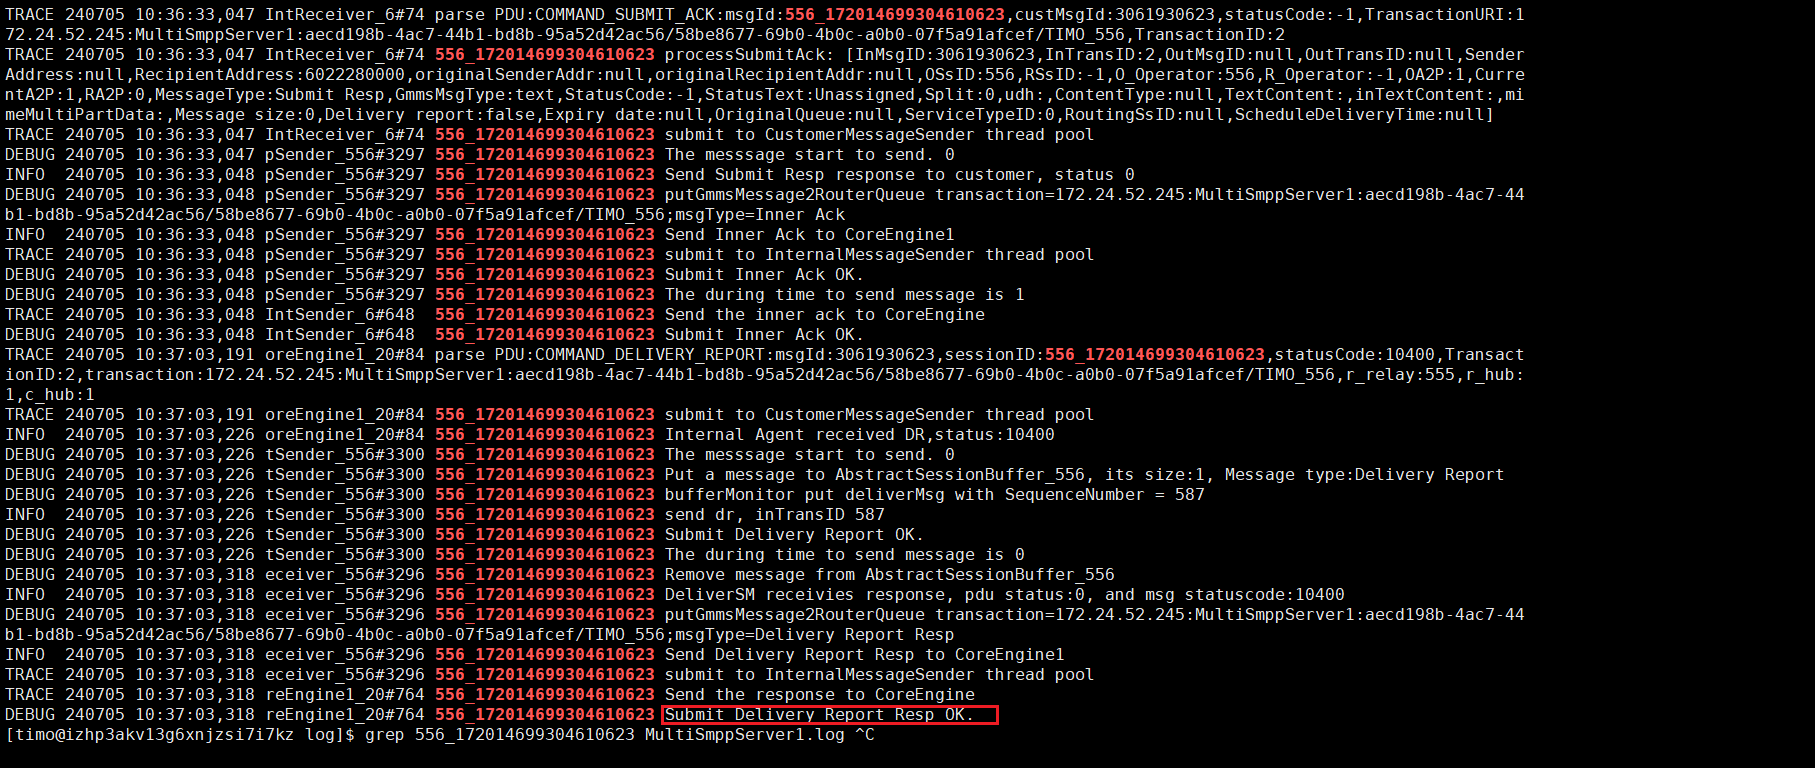 TRACE 240705 10:36:33,047 IntReceiver_6#74 parse PDU:COMMAND_SUBMIT_ACK:msgId:556_172014699304610623,custMsgId:3061930623,statusCode:-1,TransactionURI:1
72.24.52.245:MultiSmppServer1:aecd198b-4ac7-44b1-bd8b-95a52d42ac56/58be8677-69b0-4b0c-a0b0-07f5a91afcef/TIMO_556,TransactionID:2
TRACE 240705 10:36:33,047 IntReceiver_6#74 556_172014699304610623 processSubmitAck: [InMsgID:3061930623,InTransID:2,OutMsgID:null,OutTransID:null,Sender
Address:null,RecipientAddress:6022280000,originalSenderAddr:null,originalRecipientAddr:null,OSsID:556,RSsID:-1,O_Operator:556,R_Operator:-1,OA2P:1,Curre
ntA2P:1,RA2P:0,MessageType:Submit Resp,GmmsMsgType:text,StatusCode:-1,StatusText:Unassigned,Split:0,udh:,ContentType:null,TextContent:,inTextContent:,mi
meMultiPartData:,Message size:0,Delivery report:false,Expiry date:null,OriginalQueue:null,ServiceTypeID:0,RoutingSsID:null,ScheduleDeliveryTime:null]
TRACE 240705 10:36:33,047 IntReceiver_6#74 556_172014699304610623 submit to CustomerMessageSender thread pool
DEBUG 240705 10:36:33,047 pSender_556#3297 556_172014699304610623 The messsage start to send. 0
INFO  240705 10:36:33,048 pSender_556#3297 556_172014699304610623 Send Submit Resp response to customer, status 0
DEBUG 240705 10:36:33,048 pSender_556#3297 556_172014699304610623 putGmmsMessage2RouterQueue transaction=172.24.52.245:MultiSmppServer1:aecd198b-4ac7-44
b1-bd8b-95a52d42ac56/58be8677-69b0-4b0c-a0b0-07f5a91afcef/TIMO_556;msgType=Inner Ack
INFO  240705 10:36:33,048 pSender_556#3297 556_172014699304610623 Send Inner Ack to CoreEngine1
TRACE 240705 10:36:33,048 pSender_556#3297 556_172014699304610623 submit to InternalMessageSender thread pool
DEBUG 240705 10:36:33,048 pSender_556#3297 556_172014699304610623 Submit Inner Ack OK.
DEBUG 240705 10:36:33,048 pSender_556#3297 556_172014699304610623 The during time to send message is 1
TRACE 240705 10:36:33,048 IntSender_6#648  556_172014699304610623 Send the inner ack to CoreEngine
DEBUG 240705 10:36:33,048 IntSender_6#648  556_172014699304610623 Submit Inner Ack OK.
TRACE 240705 10:37:03,191 oreEngine1_20#84 parse PDU:COMMAND_DELIVERY_REPORT:msgId:3061930623,sessionID:556_172014699304610623,statusCode:10400,Transact
ionID:2,transaction:172.24.52.245:MultiSmppServer1:aecd198b-4ac7-44b1-bd8b-95a52d42ac56/58be8677-69b0-4b0c-a0b0-07f5a91afcef/TIMO_556,r_relay:555,r_hub:
1,c_hub:1
TRACE 240705 10:37:03,191 oreEngine1_20#84 556_172014699304610623 submit to CustomerMessageSender thread pool
INFO  240705 10:37:03,226 oreEngine1_20#84 556_172014699304610623 Internal Agent received DR,status:10400
DEBUG 240705 10:37:03,226 tSender_556#3300 556_172014699304610623 The messsage start to send. 0
DEBUG 240705 10:37:03,226 tSender_556#3300 556_172014699304610623 Put a message to AbstractSessionBuffer_556, its size:1, Message type:Delivery Report
DEBUG 240705 10:37:03,226 tSender_556#3300 556_172014699304610623 bufferMonitor put deliverMsg with SequenceNumber = 587
INFO  240705 10:37:03,226 tSender_556#3300 556_172014699304610623 send dr, inTransID 587
DEBUG 240705 10:37:03,226 tSender_556#3300 556_172014699304610623 Submit Delivery Report OK.
DEBUG 240705 10:37:03,226 tSender_556#3300 556_172014699304610623 The during time to send message is 0
DEBUG 240705 10:37:03,318 eceiver_556#3296 556_172014699304610623 Remove message from AbstractSessionBuffer_556
INFO  240705 10:37:03,318 eceiver_556#3296 556_172014699304610623 DeliverSM receivies response, pdu status:0, and msg statuscode:10400
DEBUG 240705 10:37:03,318 eceiver_556#3296 556_172014699304610623 putGmmsMessage2RouterQueue transaction=172.24.52.245:MultiSmppServer1:aecd198b-4ac7-44
b1-bd8b-95a52d42ac56/58be8677-69b0-4b0c-a0b0-07f5a91afcef/TIMO_556;msgType=Delivery Report Resp
INFO  240705 10:37:03,318 eceiver_556#3296 556_172014699304610623 Send Delivery Report Resp to CoreEngine1
TRACE 240705 10:37:03,318 eceiver_556#3296 556_172014699304610623 submit to InternalMessageSender thread pool
TRACE 240705 10:37:03,318 reEngine1_20#764 556_172014699304610623 Send the response to CoreEngine
DEBUG 240705 10:37:03,318 reEngine1_20#764 556_172014699304610623 Submit Delivery Report Resp OK.
[timo@izhp3akv13g6xnjzsi7i7kz log]$ grep 556_172014699304610623 MultiSmppServer1.log ^C